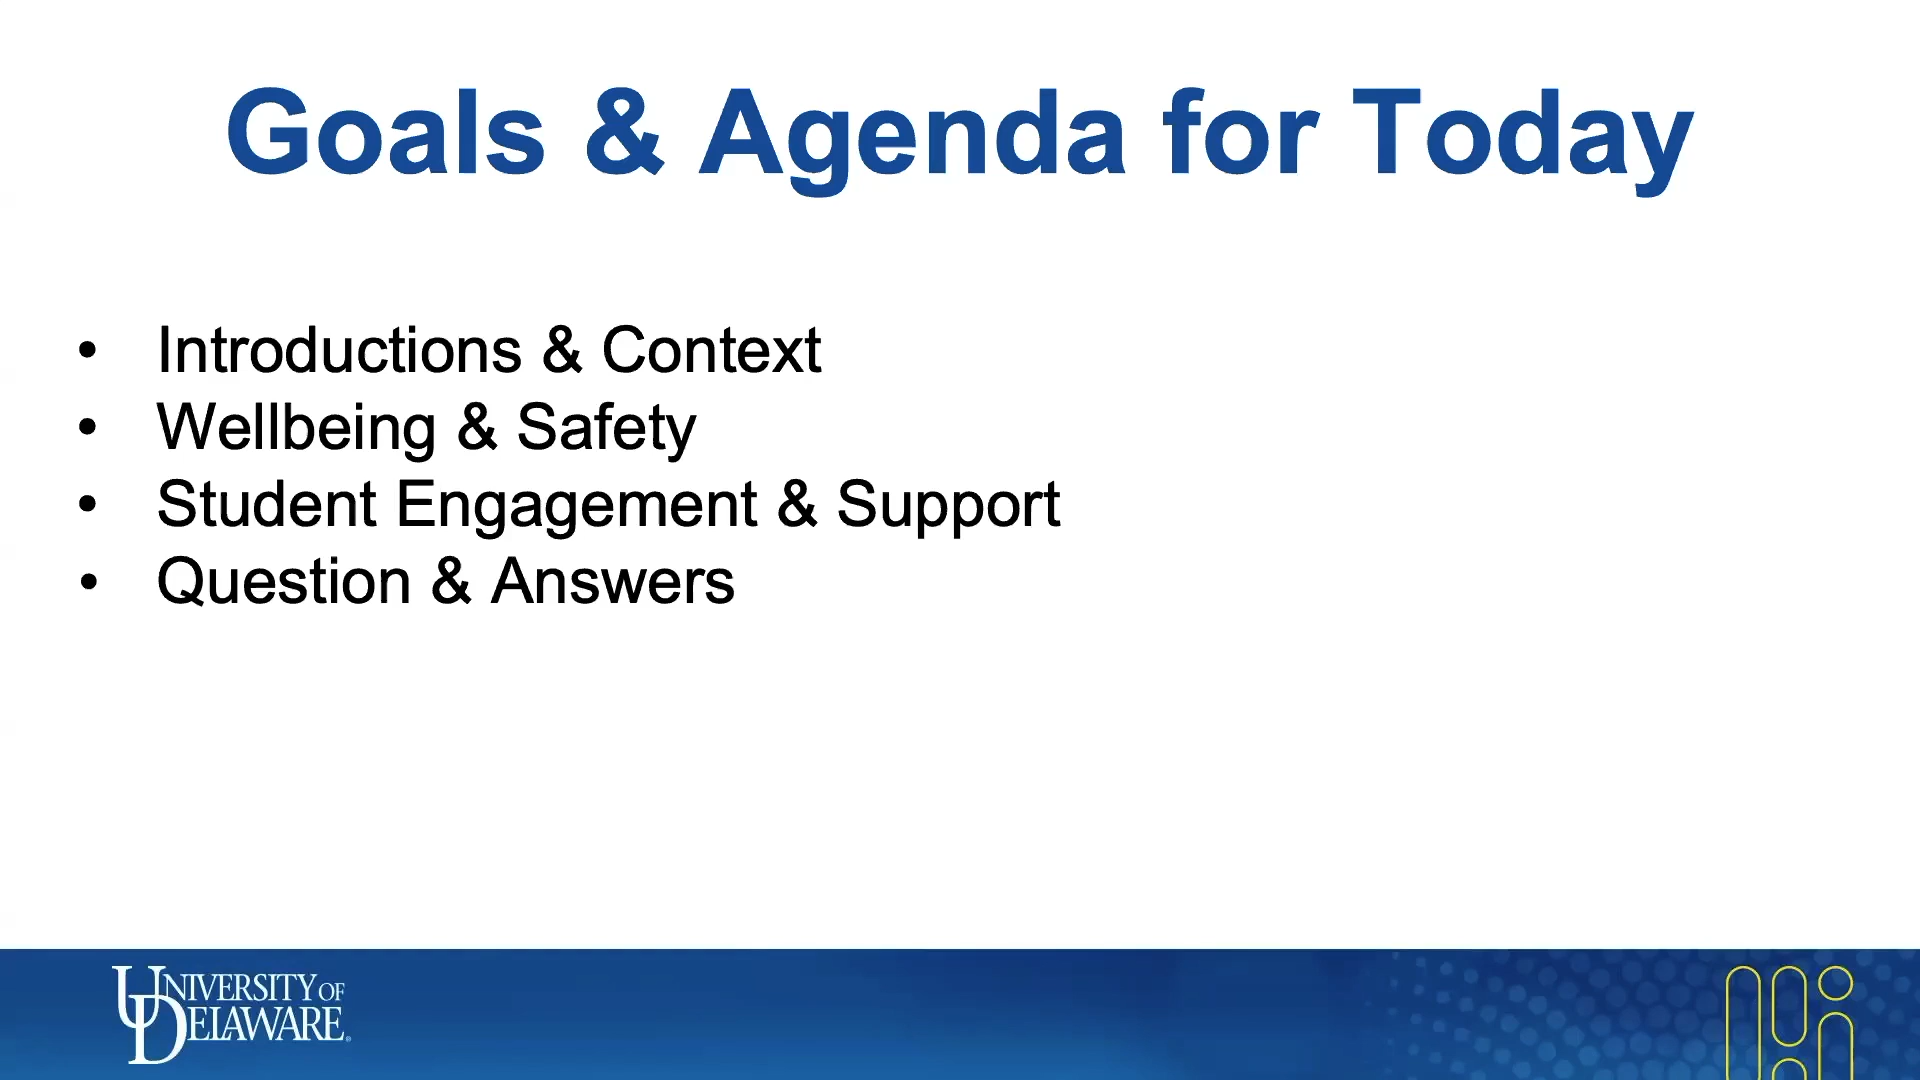 Goals & Agenda for Today
• Introductions & Context
• Wellbeing & Safety
• Student Engagement & Support
• Question & Answers
UNIVERSITY OF
DELAWARE®